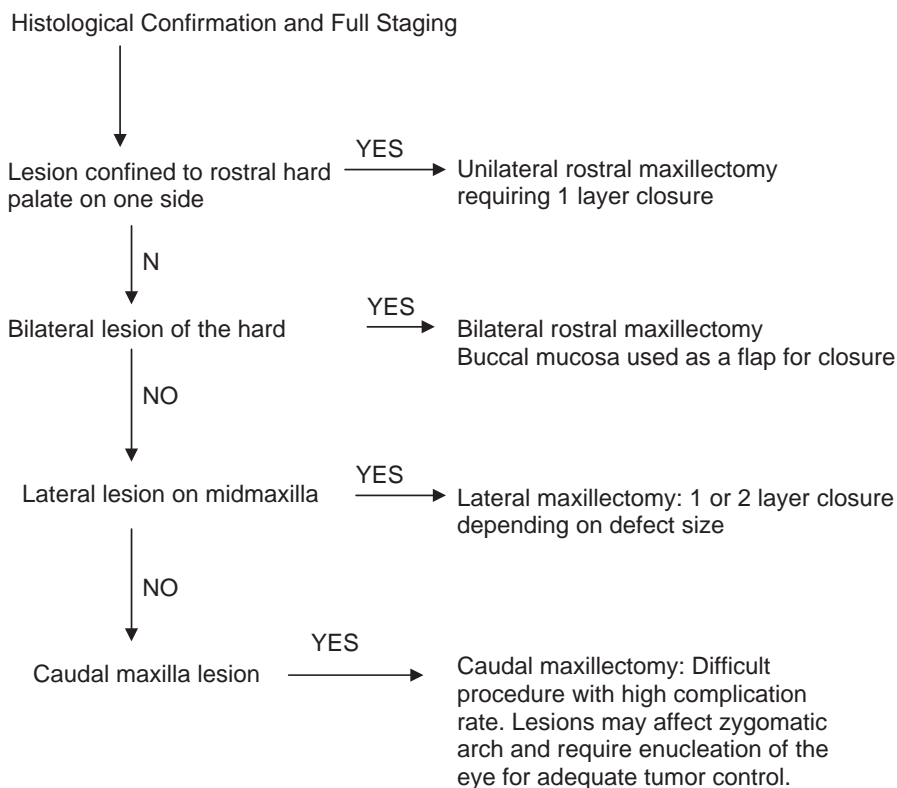 Histological Confirmation and Full Staging
YES
Lesion confined to rostral hard
palate on one side
Unilateral rostral maxillectomy
requiring 1 layer closure
N
YES
Bilateral lesion of the hard
Bilateral rostral maxillectomy
Buccal mucosa used as a flap for closure
NO
YES
Lateral lesion on midmaxilla
Lateral maxillectomy: 1 or 2 layer closure
depending on defect size
NO
YES
Caudal maxilla lesion
Caudal maxillectomy: Difficult
procedure with high complication
rate. Lesions may affect zygomatic
arch and require enucleation of the
eye for adequate tumor control.